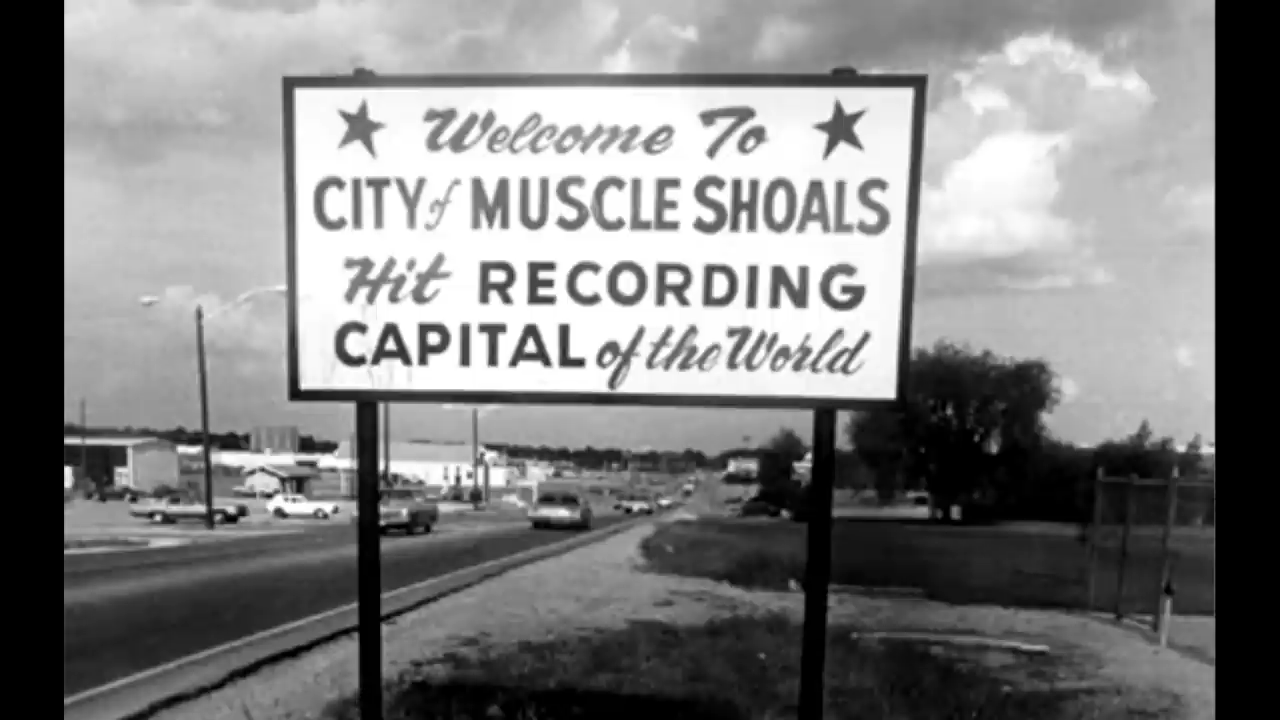 Welcome To
CITY of MUSCLE SHOALS
Hit RECORDING
CAPITAL of the World